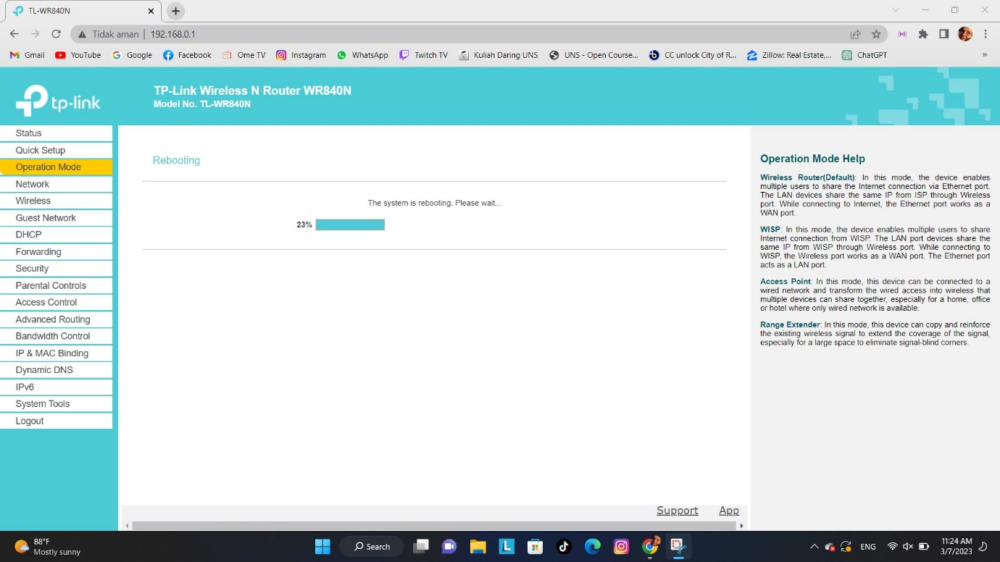 TL-WR840N
Tidak aman | 192.168.0.1
Gmail YouTube Google Facebook Ome TV Instagram WhatsApp Twitch TV Kuliah Daring UNS UNS - Open Course... CC unlock City of R... Zillow: Real Estate,... ChatGPT »
tp-link
TP-Link Wireless N Router WR840N
Model No. TL-WR840N
Status
Quick Setup
Operation Mode
Network
Wireless
Guest Network
DHCP
Forwarding
Security
Parental Controls
Access Control
Advanced Routing
Bandwidth Control
IP & MAC Binding
Dynamic DNS
IPv6
System Tools
Logout
Rebooting
The system is rebooting. Please wait...
23%
Operation Mode Help
Wireless Router(Default): In this mode, the device enables
multiple users to share the Internet connection via Ethernet port.
The LAN devices share the same IP from ISP through Wireless
port. While connecting to Internet, the Ethernet port works as a
WAN port.
WISP: In this mode, the device enables multiple users to share
Internet connection from WISP. The LAN port devices share the
same IP from WISP through Wireless port. While connecting to
WISP, the Wireless port works as a WAN port. The Ethernet port
acts as a LAN port.
Access Point: In this mode, this device can be connected to a
wired network and transform the wired access into wireless that
multiple devices can share together, especially for a home, office
or hotel where only wired network is available.
Range Extender: In this mode, this device can copy and reinforce
the existing wireless signal to extend the coverage of the signal,
especially for a large space to eliminate signal-blind corners.
Support App
88°F
Mostly sunny
Search
ENG
11:24 AM
3/7/2023